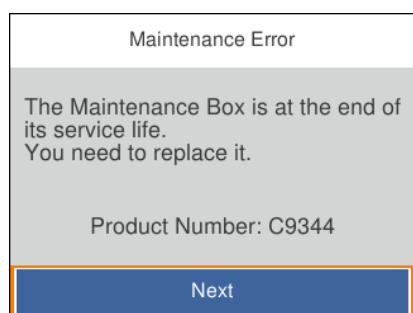 Maintenance Error
The Maintenance Box is at the end of
its service life.
You need to replace it.
Product Number: C9344
Next